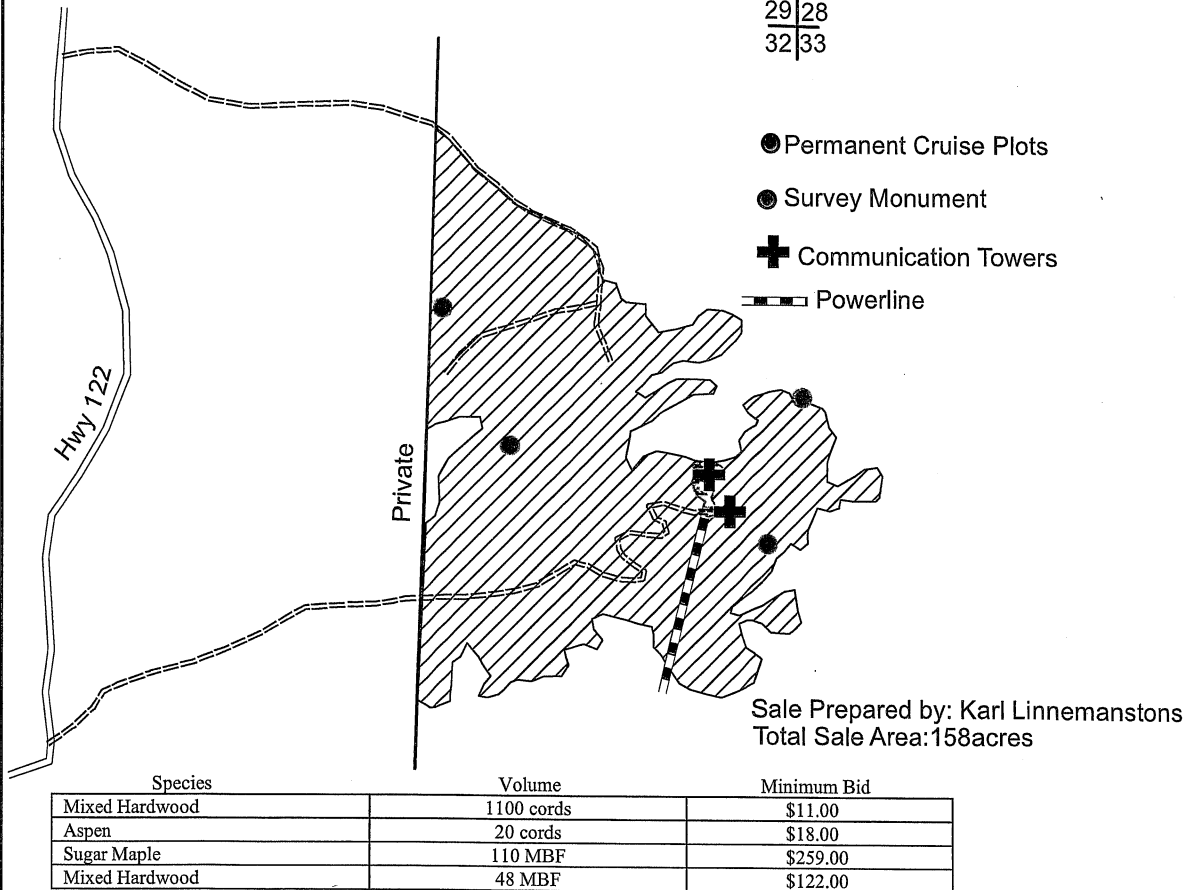 29 28
32 33
Permanent Cruise Plots
Survey Monument
Communication Towers
Powerline
Hwy 122
Private
Sale Prepared by: Karl Linnemanstons
Total Sale Area:158acres
Species Volume Minimum Bid
Mixed Hardwood 1100 cords $11.00
Aspen 20 cords $18.00
Sugar Maple 110 MBF $259.00
Mixed Hardwood 48 MBF $122.00